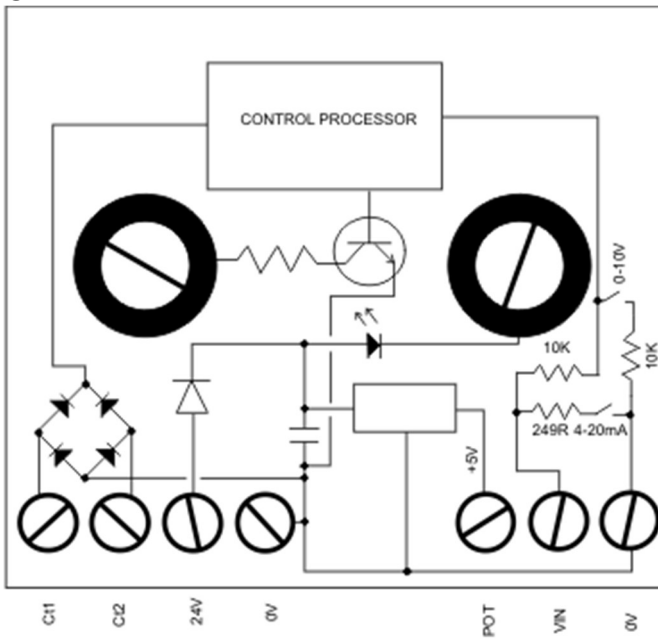 CONTROL PROCESSOR
0-10V
10K
10K
249R 4-20mA
+5V
Ct1
Ct2
24V
0V
POT
VIN
0V